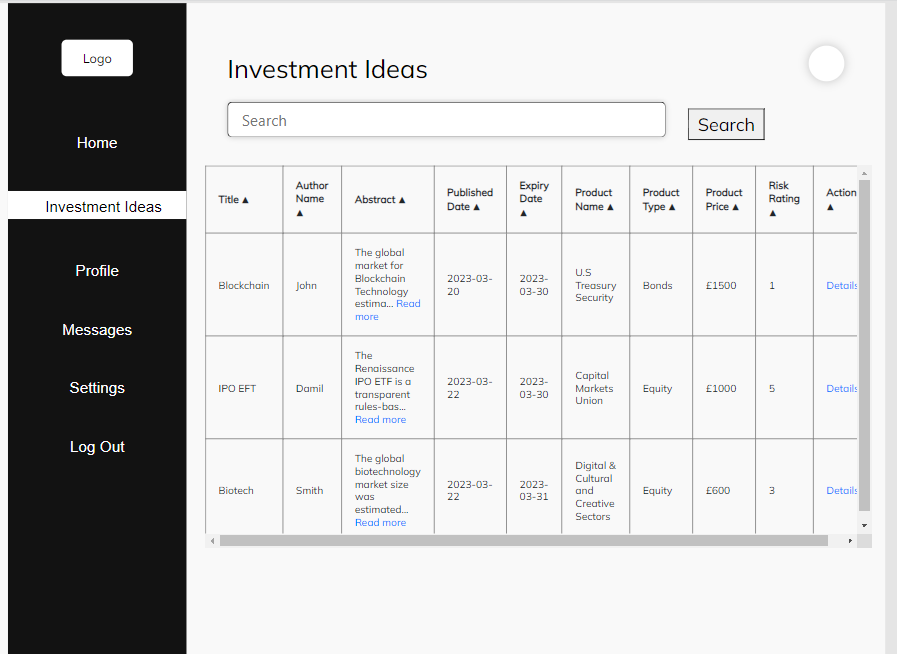 Logo
Home
Investment Ideas
Profile
Messages
Settings
Log Out
Investment Ideas
Search
Search
Title ▲
Author
Name
▲
Abstract ▲
Published
Date ▲
Expiry
Date
▲
Product
Name ▲
Product
Type ▲
Product
Price ▲
Risk
Rating
▲
Action
▲
Blockchain
John
The global
market for
Blockchain
Technology
estima... Read
more
2023-03-
20
2023-
03-30
U.S
Treasury
Security
Bonds
£1500
1
Details
IPO EFT
Damil
The
Renaissance
IPO ETF is a
transparent
rules-bas...
Read more
2023-03-
22
2023-
03-30
Capital
Markets
Union
Equity
£1000
5
Details
Biotech
Smith
The global
biotechnology
market size
was
estimated...
Read more
2023-03-
22
2023-
03-31
Digital &
Cultural
and
Creative
Sectors
Equity
£600
3
Details